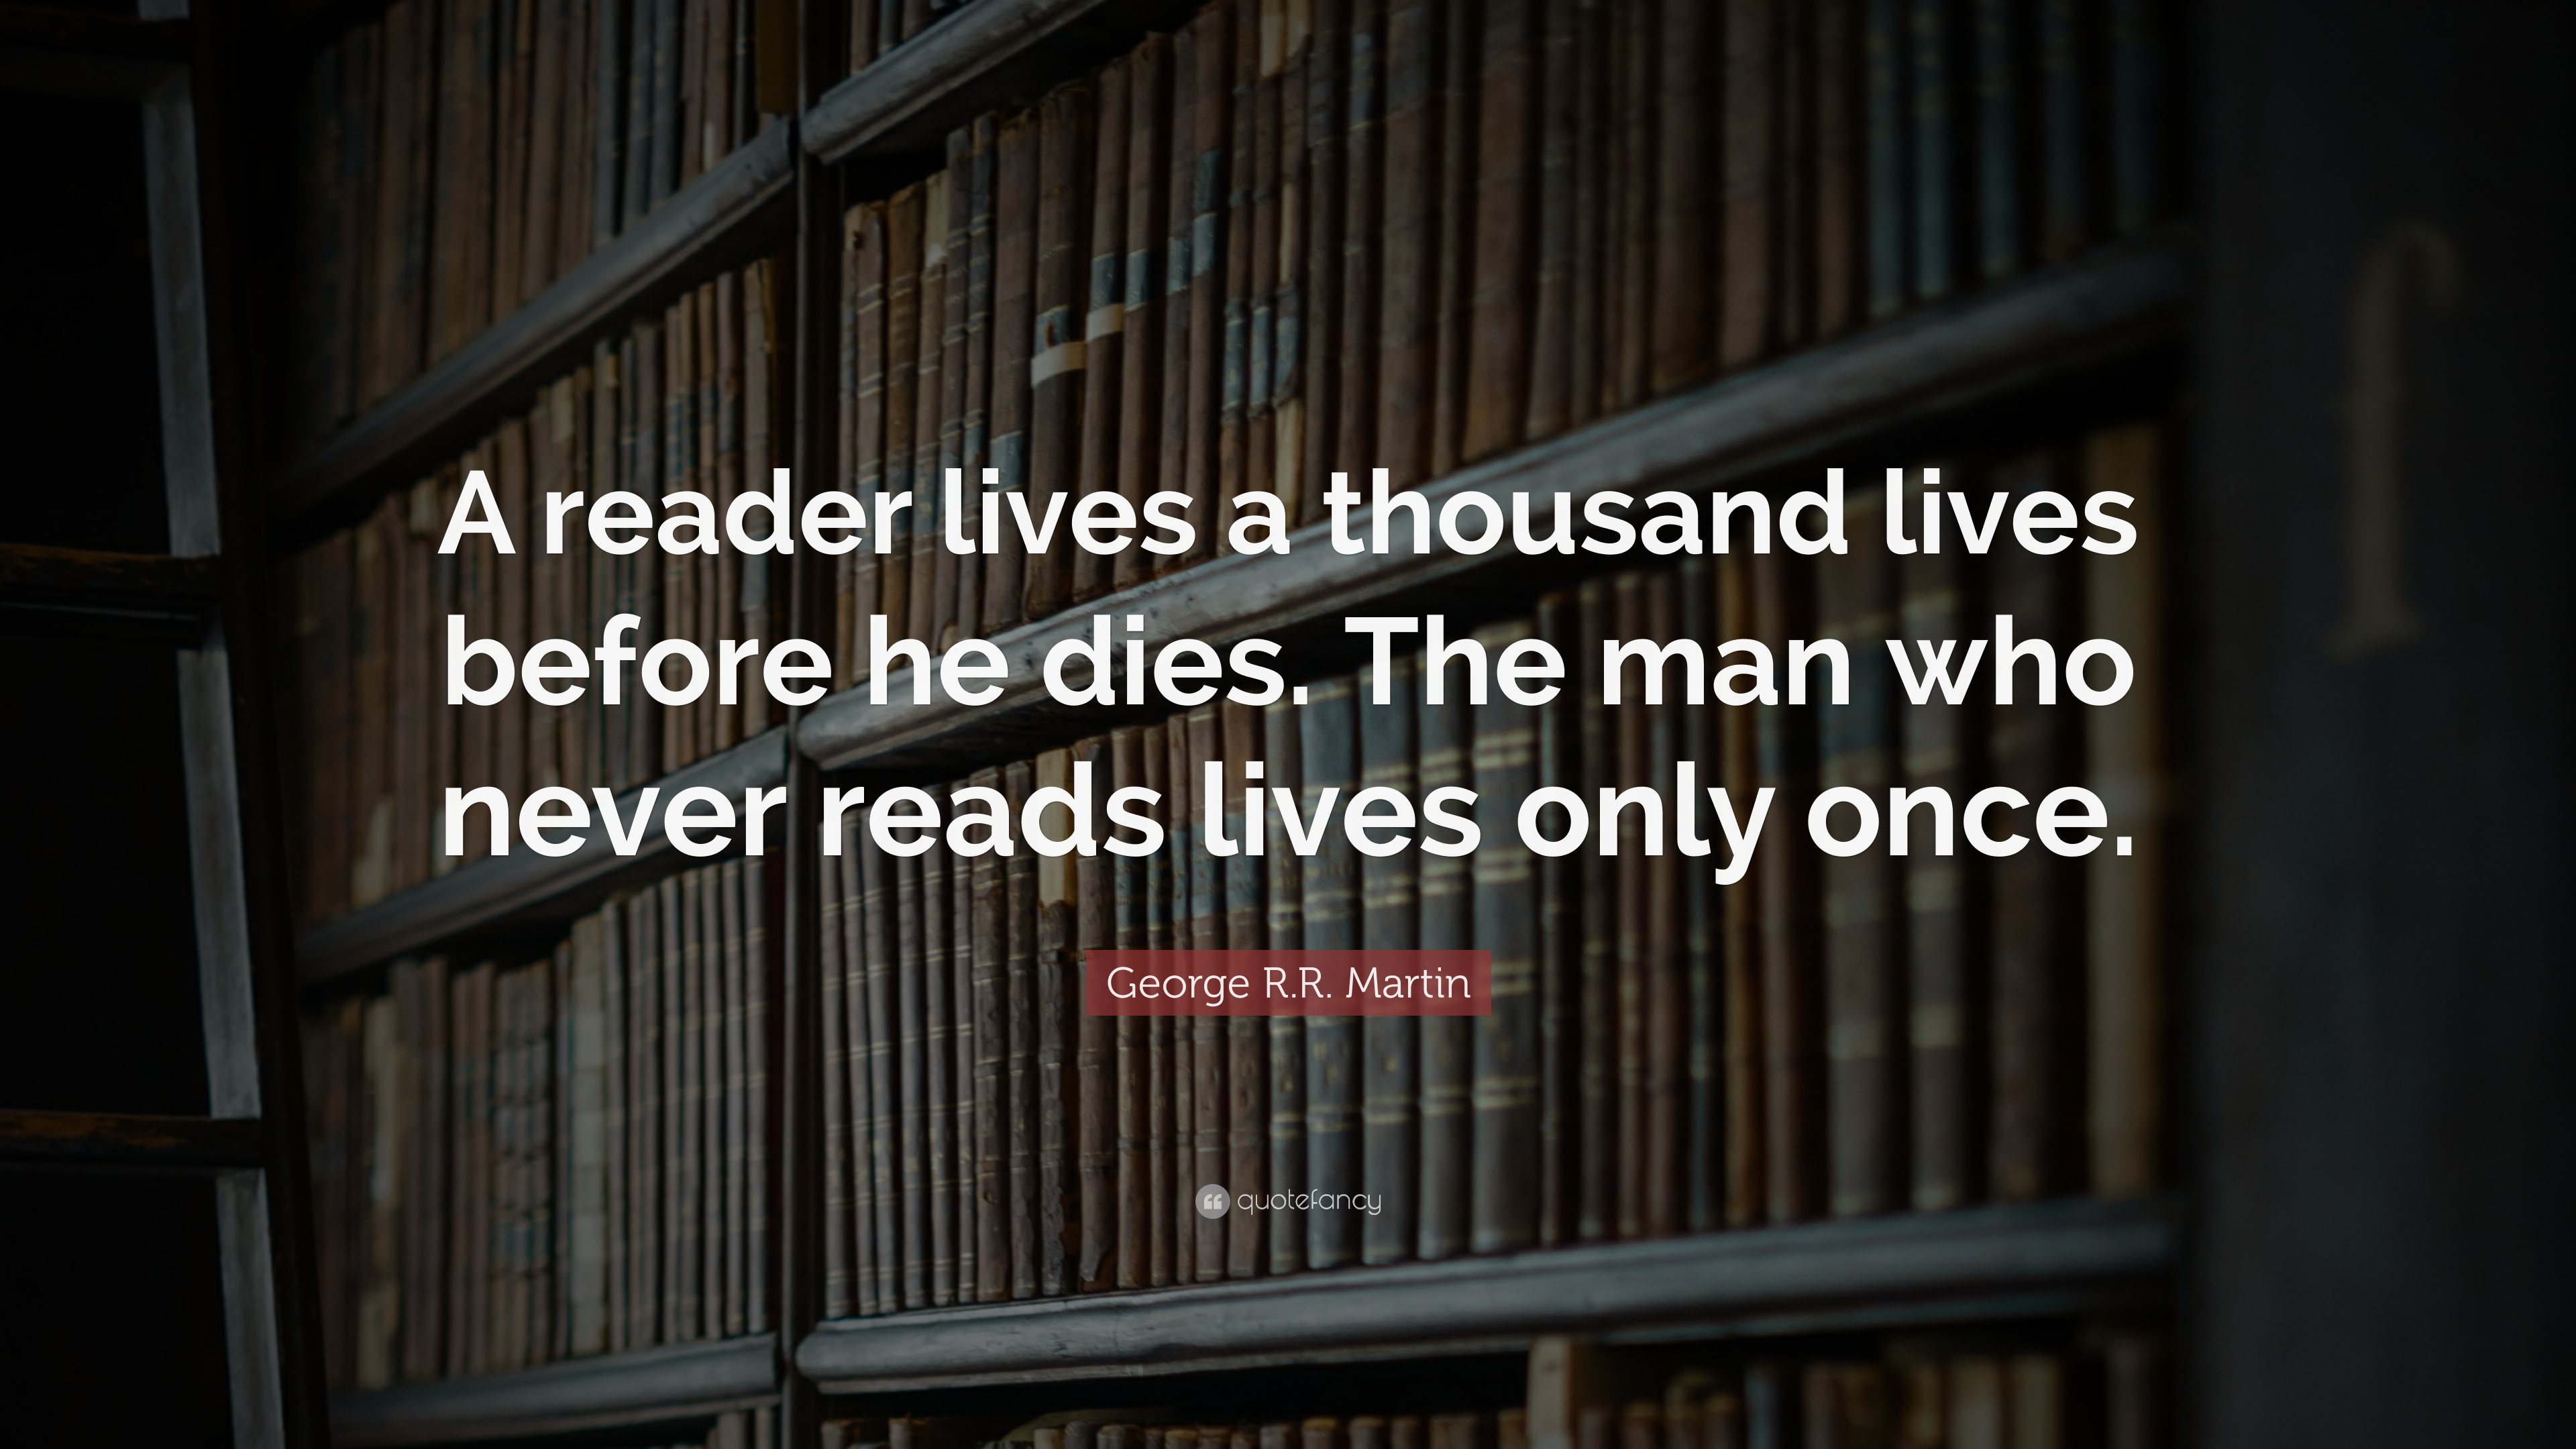 A reader lives a thousand lives
before he dies. The man who
never reads lives only once.
George R.R. Martin
quotefancy
f